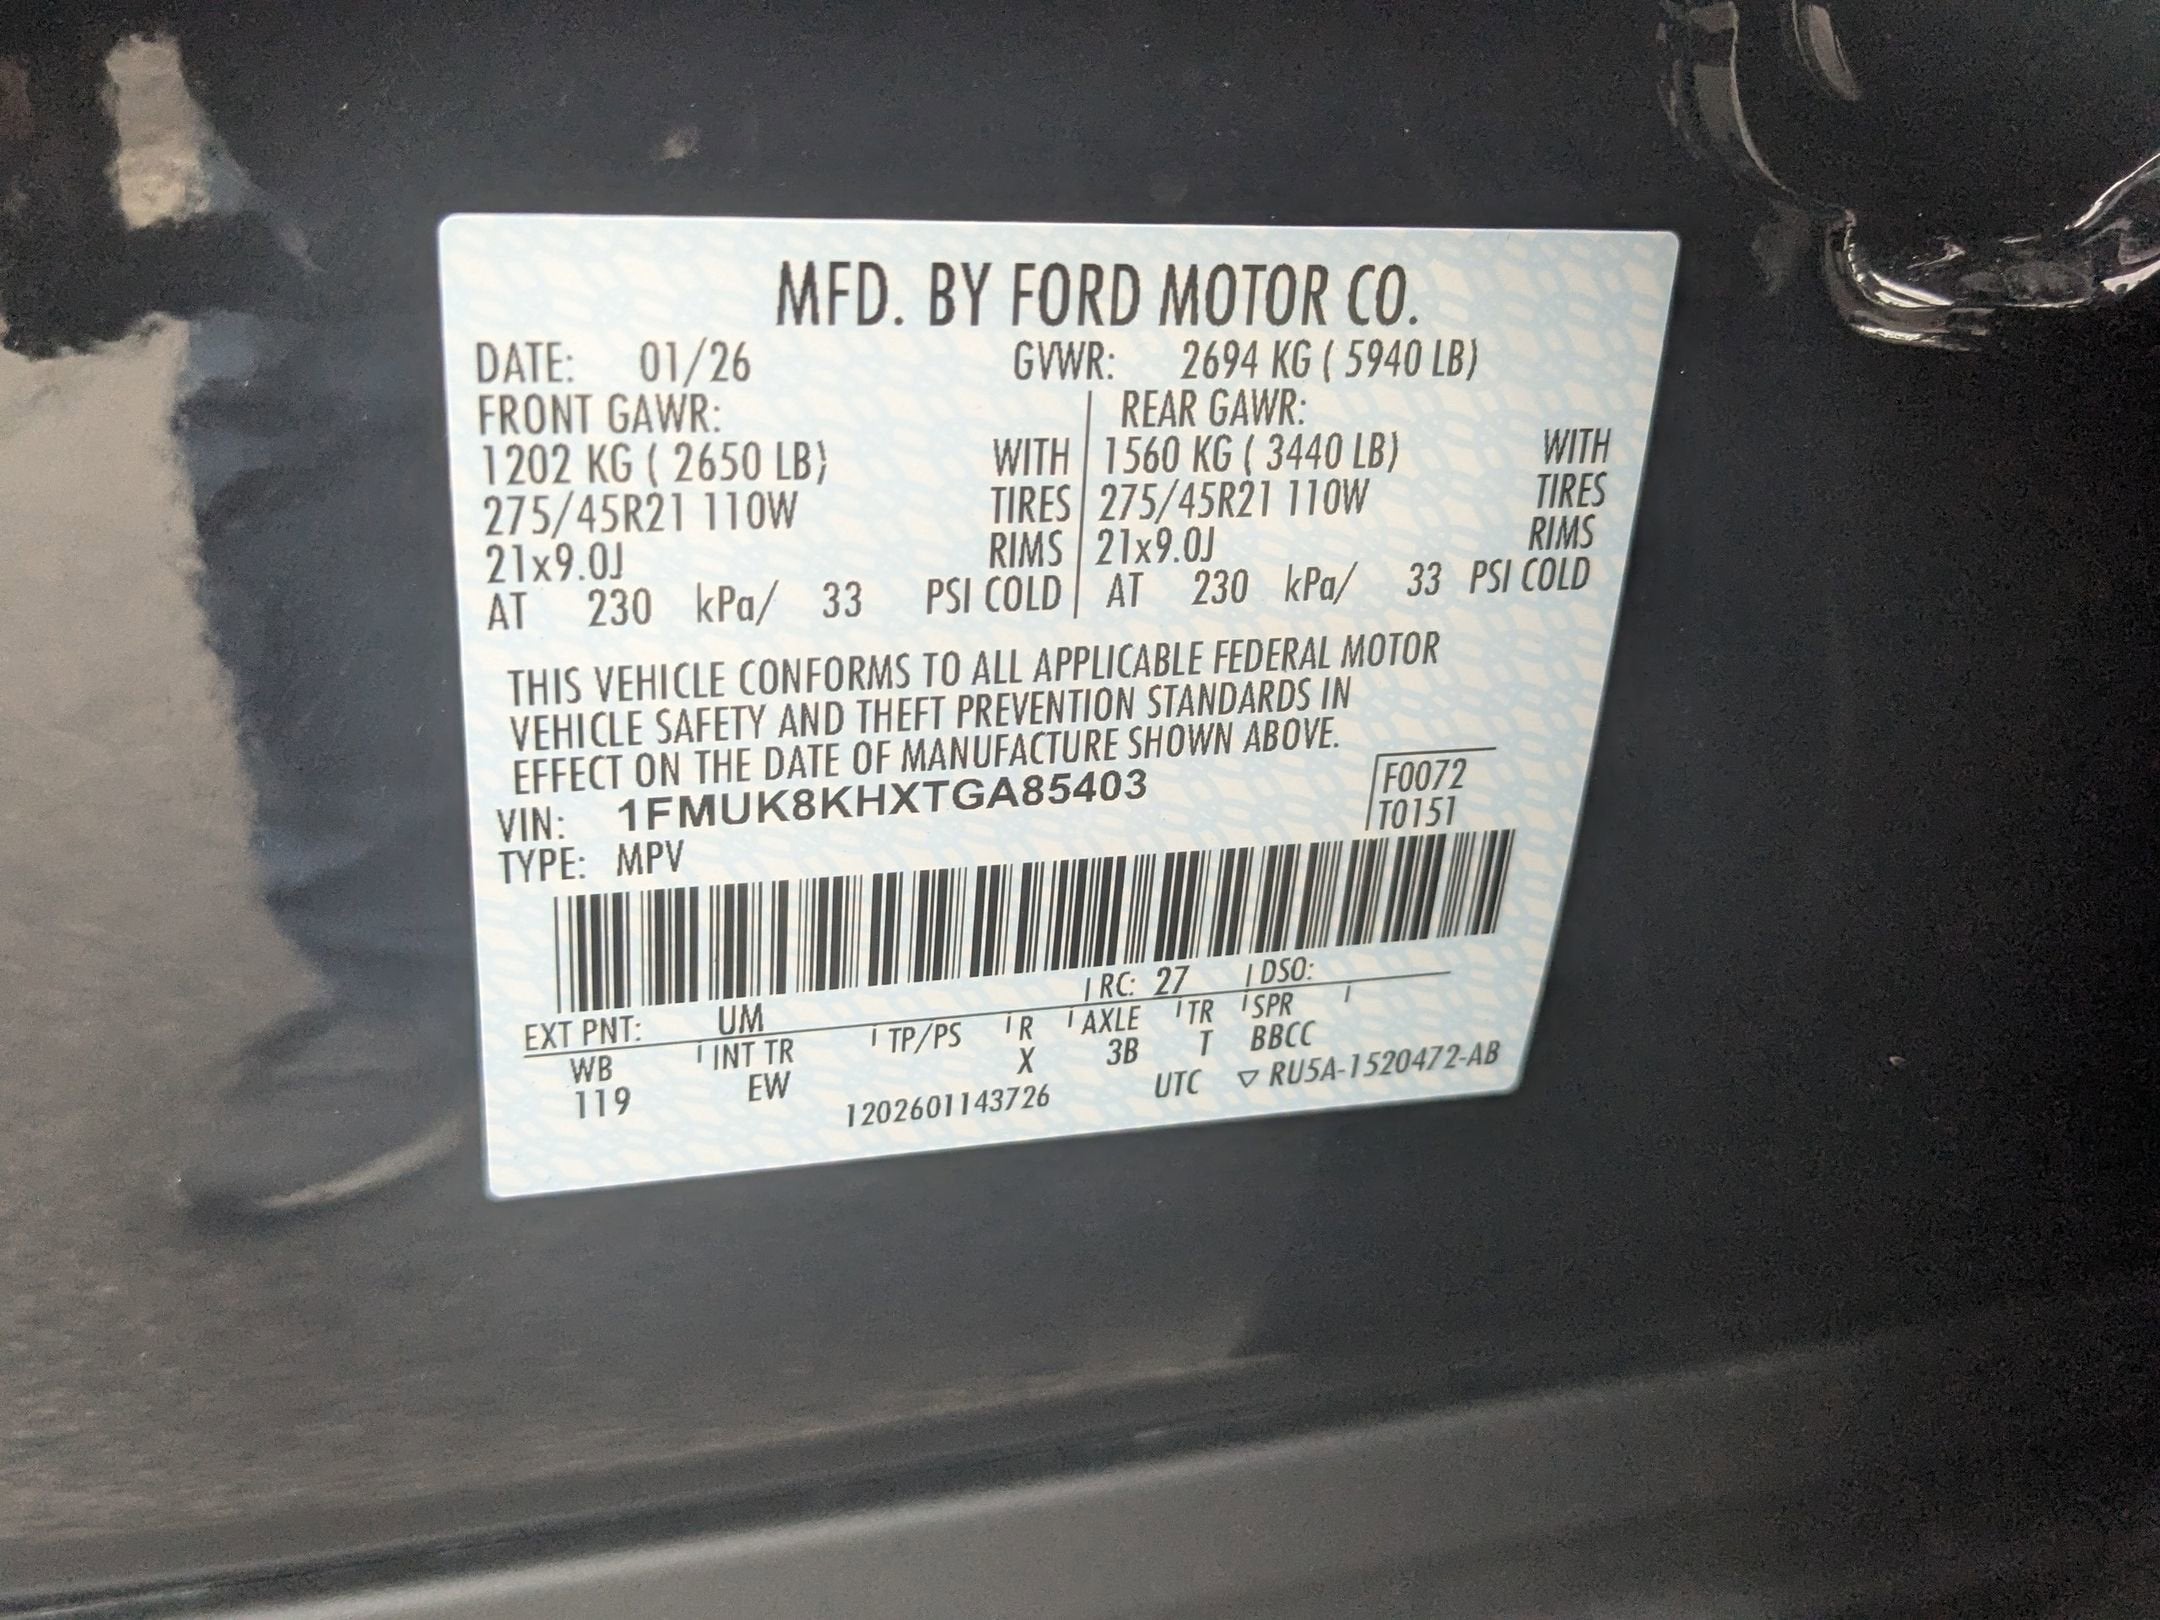 MFD. BY FORD MOTOR CO.
DATE: 01/26 GVWR: 2694 KG ( 5940 LB)
FRONT GAWR: REAR GAWR:
1202 KG ( 2650 LB) WITH 1560 KG ( 3440 LB) WITH
275/45R21 110W TIRES 275/45R21 110W TIRES
21x9.0J RIMS 21x9.0J RIMS
AT 230 kPa/ 33 PSI COLD AT 230 kPa/ 33 PSI COLD
THIS VEHICLE CONFORMS TO ALL APPLICABLE FEDERAL MOTOR
VEHICLE SAFETY AND THEFT PREVENTION STANDARDS IN
EFFECT ON THE DATE OF MANUFACTURE SHOWN ABOVE.
VIN: 1FMUK8KHXTGA85403 F0072
TYPE: MPV T0151
EXT PNT: UM RC: 27 DSO:
WB INT TR TP/PS R AXLE TR SPR
119 EW X 3B T BBCC
1202601143726 UTC ▽ RU5A-1520472-AB